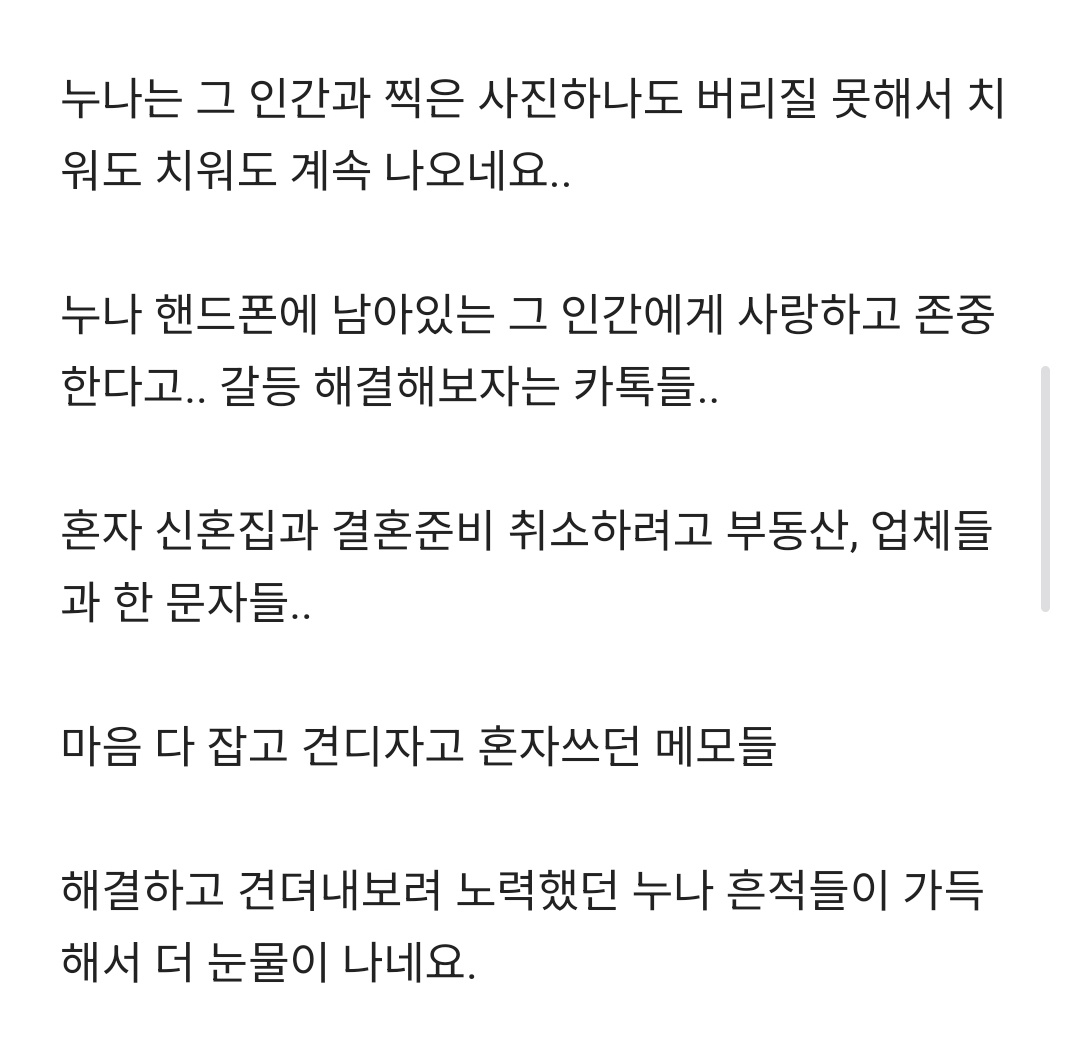 누나는 그 인간과 찍은 사진하나도 버리질 못해서 치
워도 치워도 계속 나오네요..
누나 핸드폰에 남아있는 그 인간에게 사랑하고 존중
한다고.. 갈등 해결해보자는 카톡들..
혼자 신혼집과 결혼준비 취소하려고 부동산, 업체들
과 한 문자들..
마음 다 잡고 견디자고 혼자쓰던 메모들
해결하고 견뎌내보려 노력했던 누나 흔적들이 가득
해서 더 눈물이 나네요.